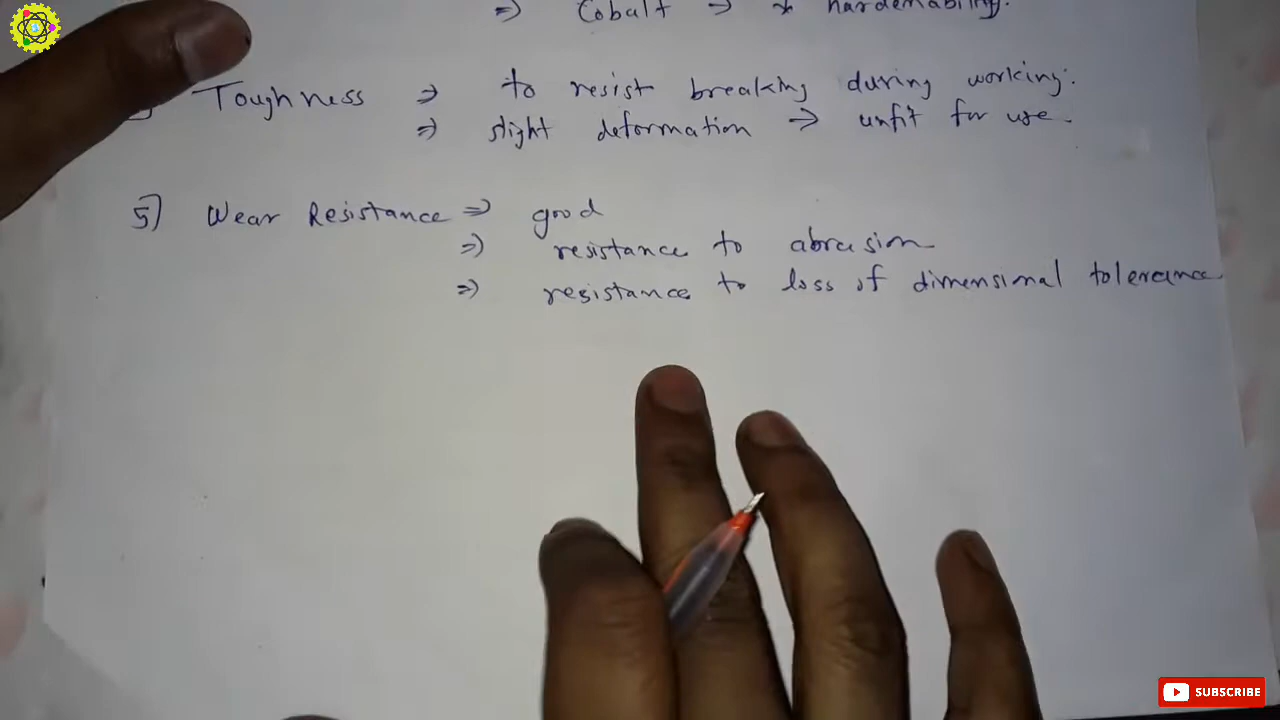 ⇒ Cobalt → * hardenability.
Toughness ⇒ to resist breaking during working.
⇒ slight deformation ⇒ unfit for use.
5) Wear Resistance ⇒ good
⇒ resistance to abrasion
⇒ resistance to loss of dimensional tolerance
SUBSCRIBE